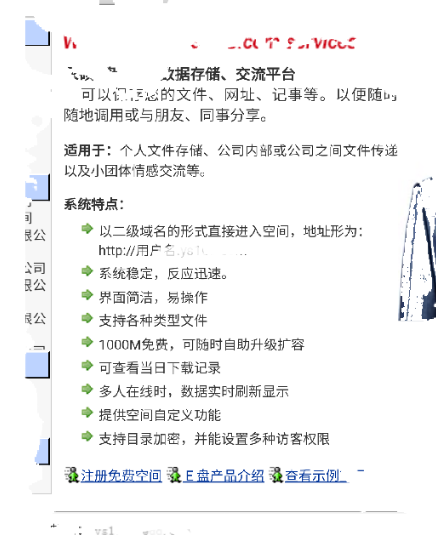 数据存储、交流平台
可以保存您的文件、网址、记事等。以便随时
随地调用或与朋友、同事分享。
适用于：个人文件存储、公司内部或公司之间文件传递
以及小团体情感交流等。
系统特点：
以二级域名的形式直接进入空间，地址形为：
http://用户名
系统稳定，反应迅速。
界面简洁，易操作
支持各种类型文件
1000M免费，可随时自助升级扩容
可查看当日下载记录
多人在线时，数据实时刷新显示
提供空间自定义功能
支持目录加密，并能设置多种访客权限
注册免费空间 E盘产品介绍 查看示例
间
限公
公司
限公
限公